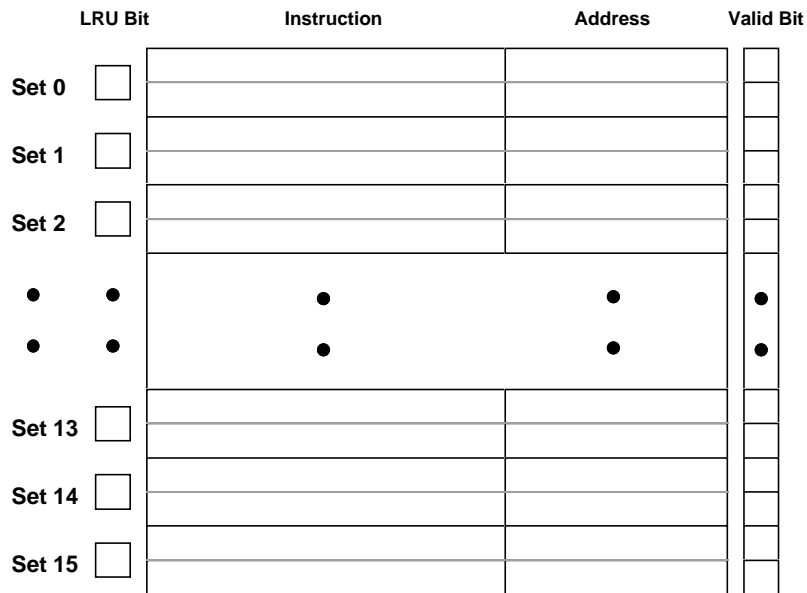 LRU Bit Instruction Address Valid Bit
Set 0
Set 1
Set 2
Set 13
Set 14
Set 15